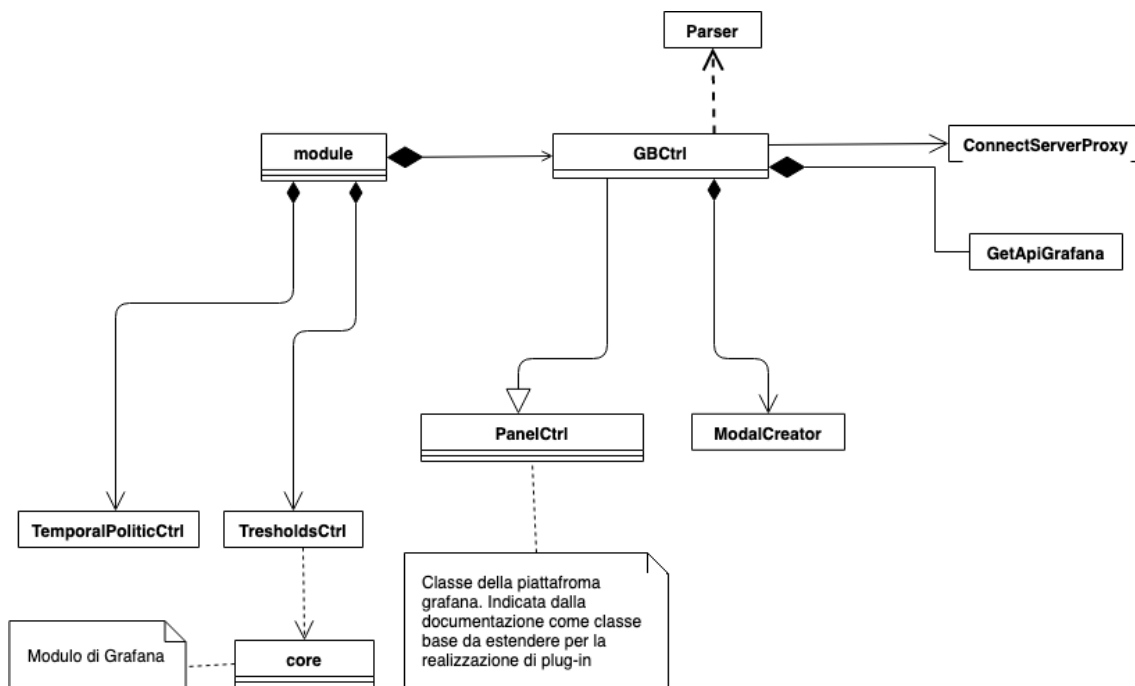 Parser
module
GBCtrl
ConnectServerProxy
GetApiGrafana
PanelCtrl
ModalCreator
TemporalPoliticCtrl
TresholdsCtrl
Classe della piattafroma
grafana. Indicata dalla
documentazione come classe
base da estendere per la
realizzazione di plug-in
Modulo di Grafana
core